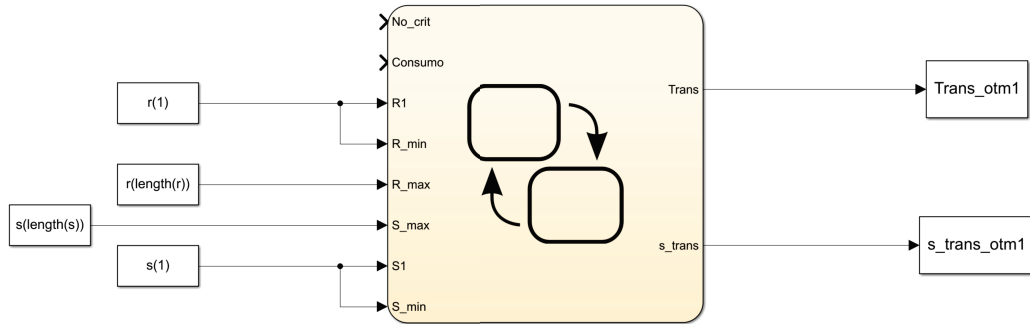 No_crit
Consumo
r(1)
R1
R_min
r(length(r))
R_max
s(length(s))
S_max
s(1)
S1
S_min
Trans
Trans_otm1
s_trans
s_trans_otm1